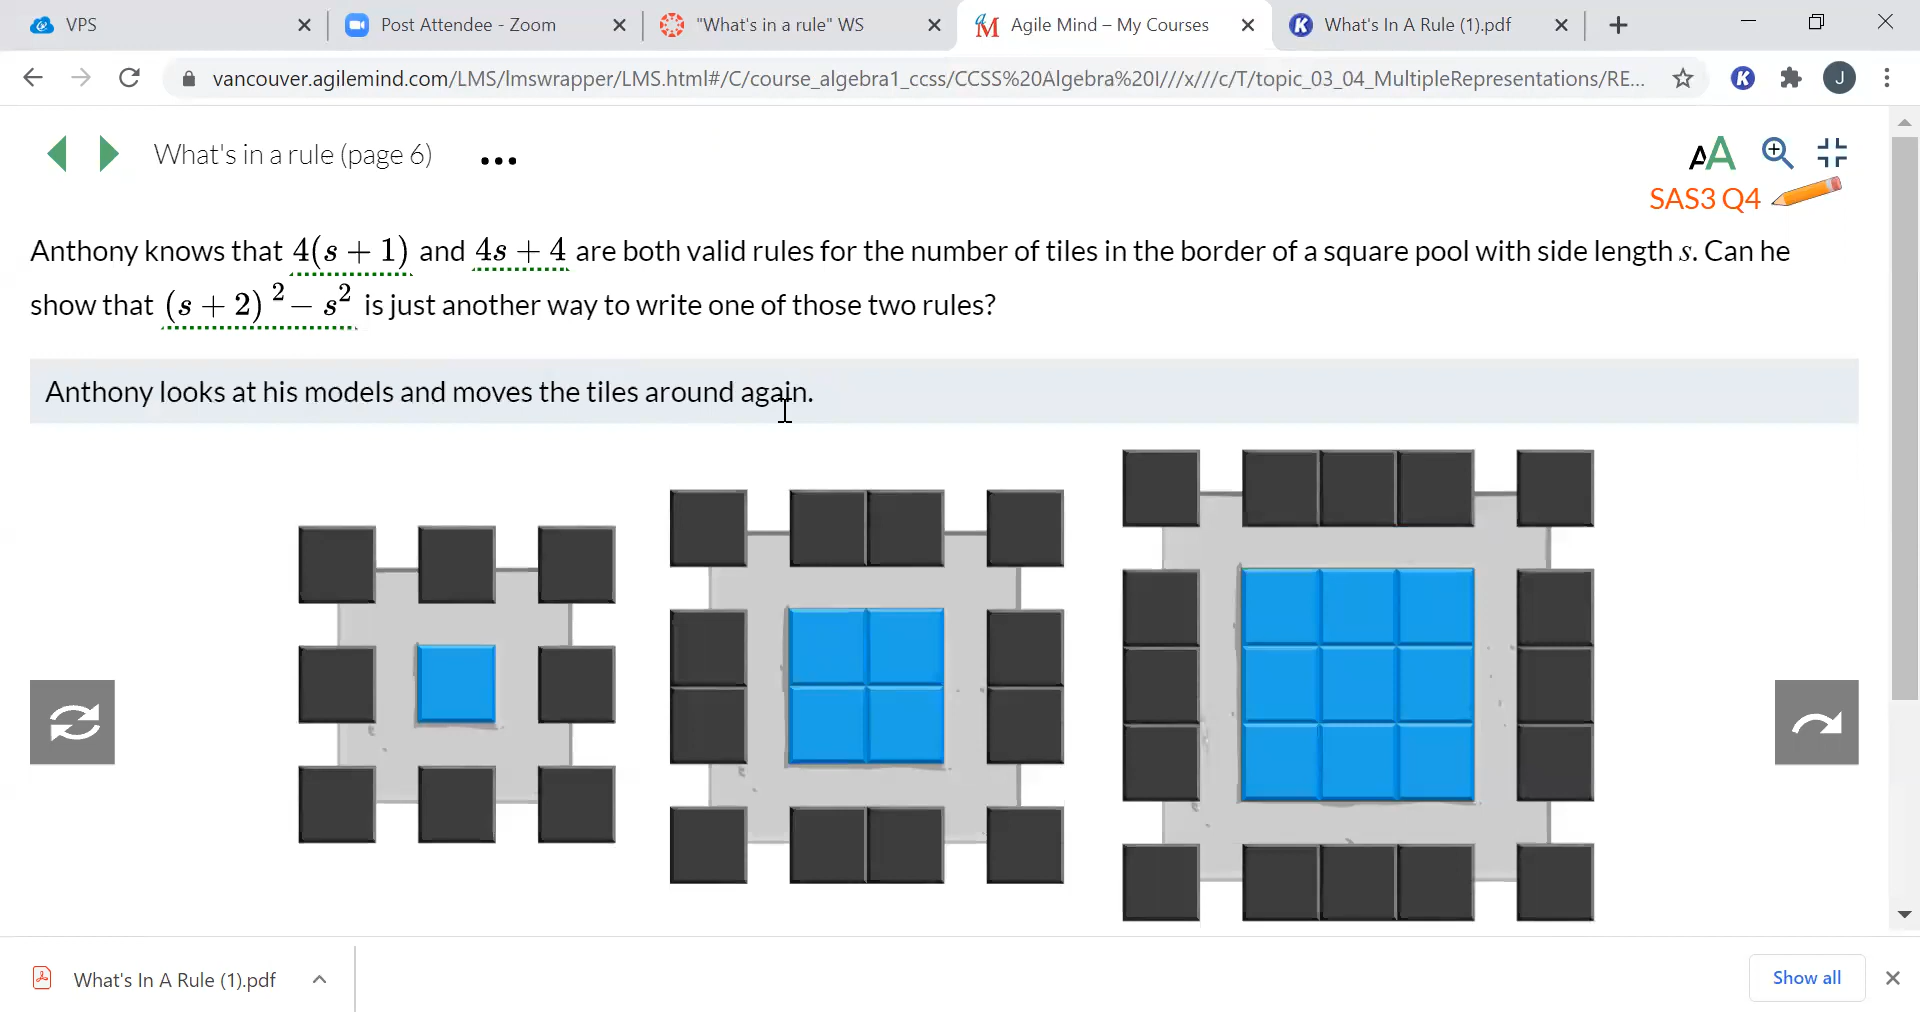 VPS
Post Attendee - Zoom
"What's in a rule" WS
Agile Mind – My Courses
What's In A Rule (1).pdf
vancouver.agilemind.com/LMS/lmswrapper/LMS.html#/C/course_algebra1_ccss/CCSS%20Algebra%20I///x///c/T/topic_03_04_MultipleRepresentations/RE...
K
J
What's in a rule (page 6) ...
AA
SAS3 Q4
Anthony knows that 4(s + 1) and 4s + 4 are both valid rules for the number of tiles in the border of a square pool with side length s. Can he
show that (s + 2)² − s² is just another way to write one of those two rules?
Anthony looks at his models and moves the tiles around again.
What's In A Rule (1).pdf
Show all